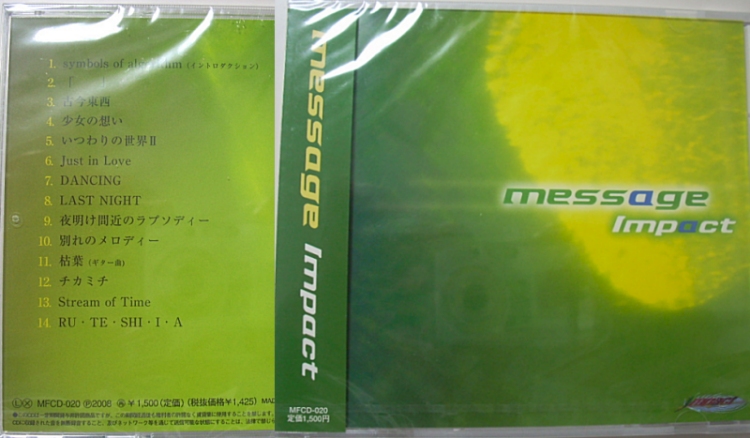 1. symbols of (イントロダクション)
2.
3. 古今東西
4. 少女の想い
5. いつわりの世界Ⅱ
6. Just in Love
7. DANCING
8. LAST NIGHT
9. 夜明け間近のラプソディー
10. 別れのメロディー
11. 枯葉 (ギター曲)
12. チカミチ
13. Stream of Time
14. RU・TE・SHI・I・A
MFCD-020 Ⓟ2008 ¥1,500(定価) (税抜価格¥1,425)
message Impact
MFCD-020
定価1,500円
message
Impact
Impact